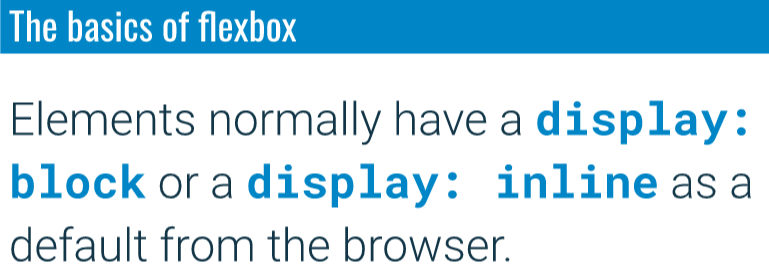 The basics of flexbox
Elements normally have a display:
block or a display: inline as a
default from the browser.